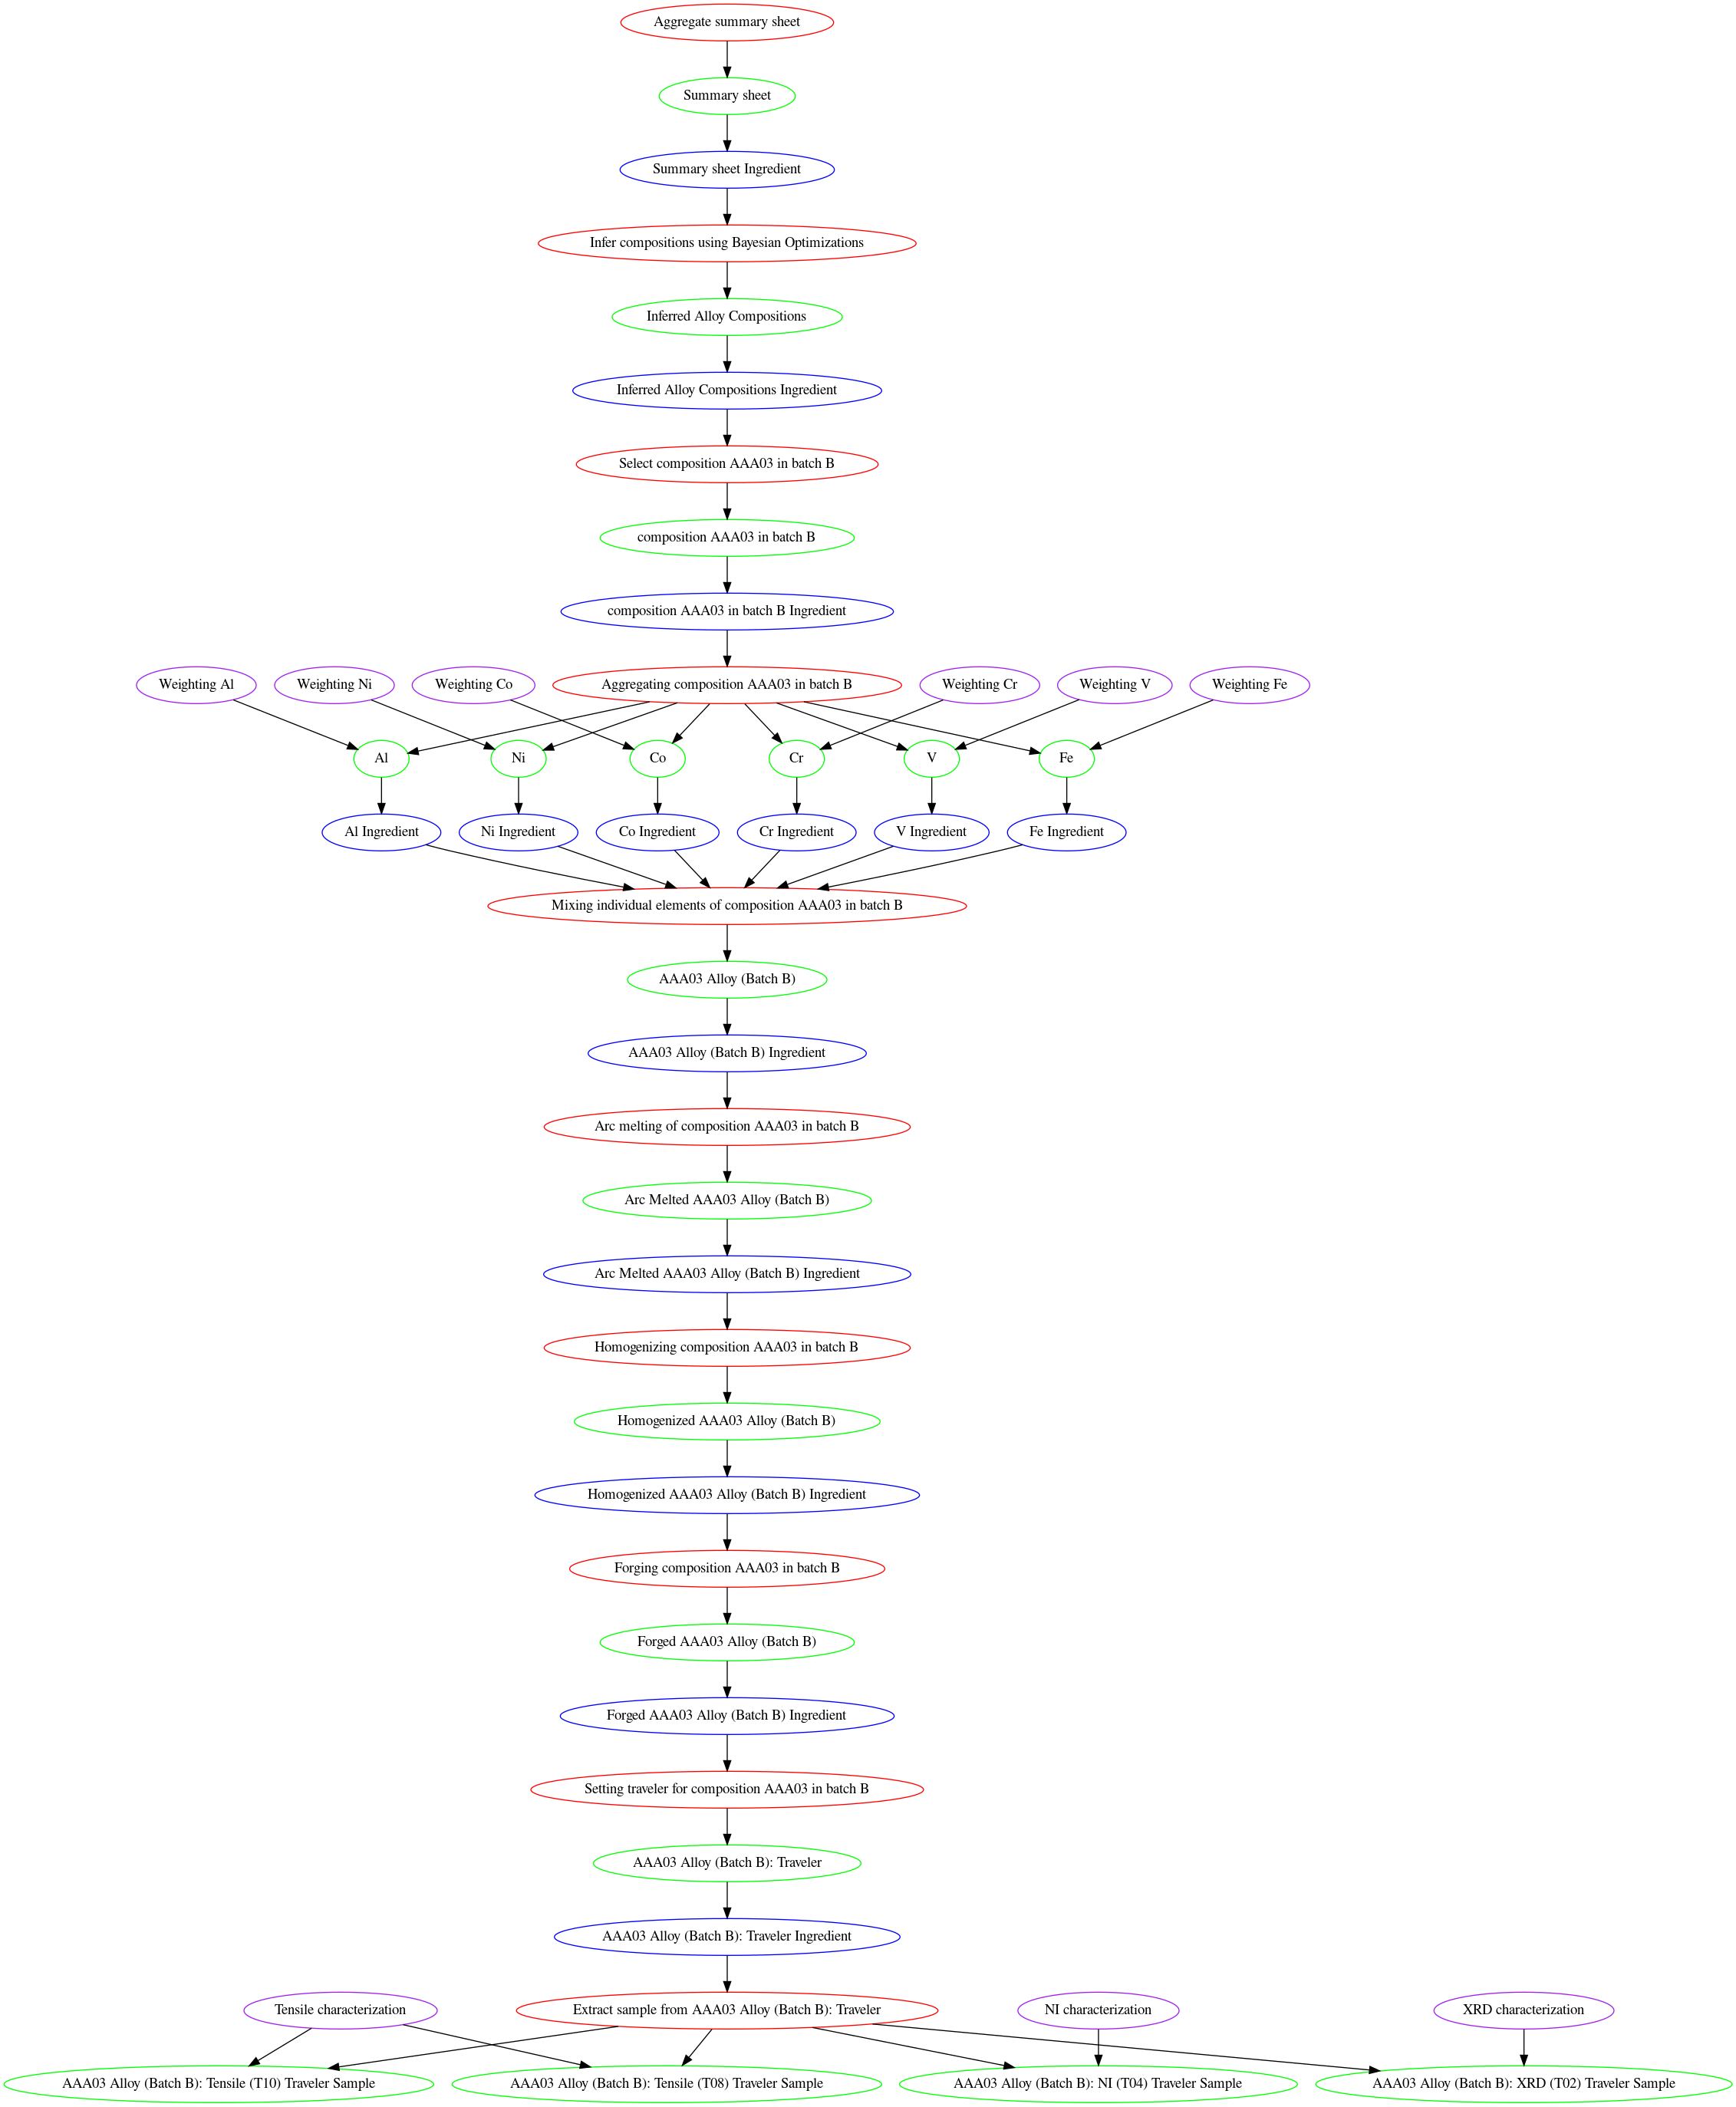 Aggregate summary sheet
Summary sheet
Summary sheet Ingredient
Infer compositions using Bayesian Optimizations
Inferred Alloy Compositions
Inferred Alloy Compositions Ingredient
Select composition AAA03 in batch B
composition AAA03 in batch B
composition AAA03 in batch B Ingredient
Weighting Al
Weighting Ni
Weighting Co
Aggregating composition AAA03 in batch B
Weighting Cr
Weighting V
Weighting Fe
Al
Ni
Co
Cr
V
Fe
Al Ingredient
Ni Ingredient
Co Ingredient
Cr Ingredient
V Ingredient
Fe Ingredient
Mixing individual elements of composition AAA03 in batch B
AAA03 Alloy (Batch B)
AAA03 Alloy (Batch B) Ingredient
Arc melting of composition AAA03 in batch B
Arc Melted AAA03 Alloy (Batch B)
Arc Melted AAA03 Alloy (Batch B) Ingredient
Homogenizing composition AAA03 in batch B
Homogenized AAA03 Alloy (Batch B)
Homogenized AAA03 Alloy (Batch B) Ingredient
Forging composition AAA03 in batch B
Forged AAA03 Alloy (Batch B)
Forged AAA03 Alloy (Batch B) Ingredient
Setting traveler for composition AAA03 in batch B
AAA03 Alloy (Batch B): Traveler
AAA03 Alloy (Batch B): Traveler Ingredient
Tensile characterization
Extract sample from AAA03 Alloy (Batch B): Traveler
NI characterization
XRD characterization
AAA03 Alloy (Batch B): Tensile (T10) Traveler Sample
AAA03 Alloy (Batch B): Tensile (T08) Traveler Sample
AAA03 Alloy (Batch B): NI (T04) Traveler Sample
AAA03 Alloy (Batch B): XRD (T02) Traveler Sample